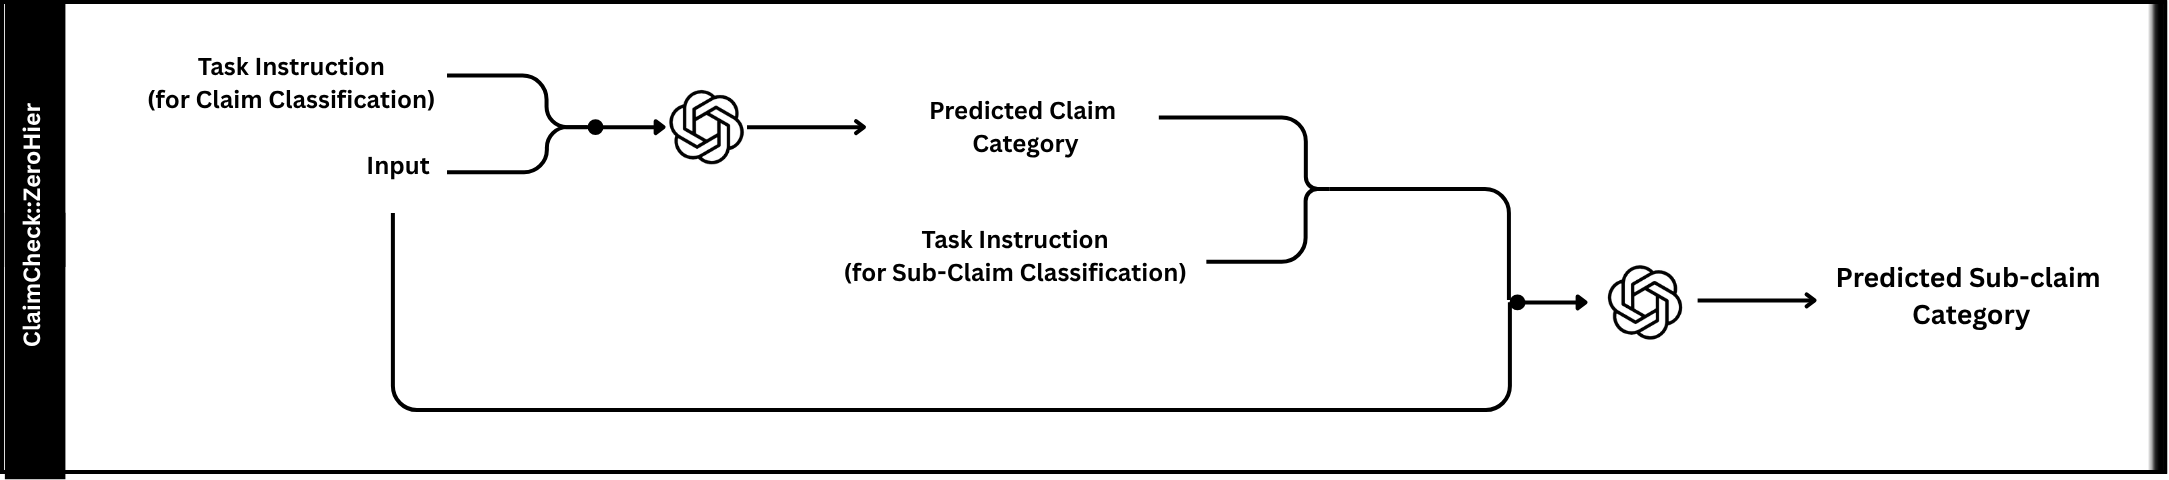 ClaimCheck::ZeroHier
Task Instruction
(for Claim Classification)
Input
Predicted Claim
Category
Task Instruction
(for Sub-Claim Classification)
Predicted Sub-claim
Category